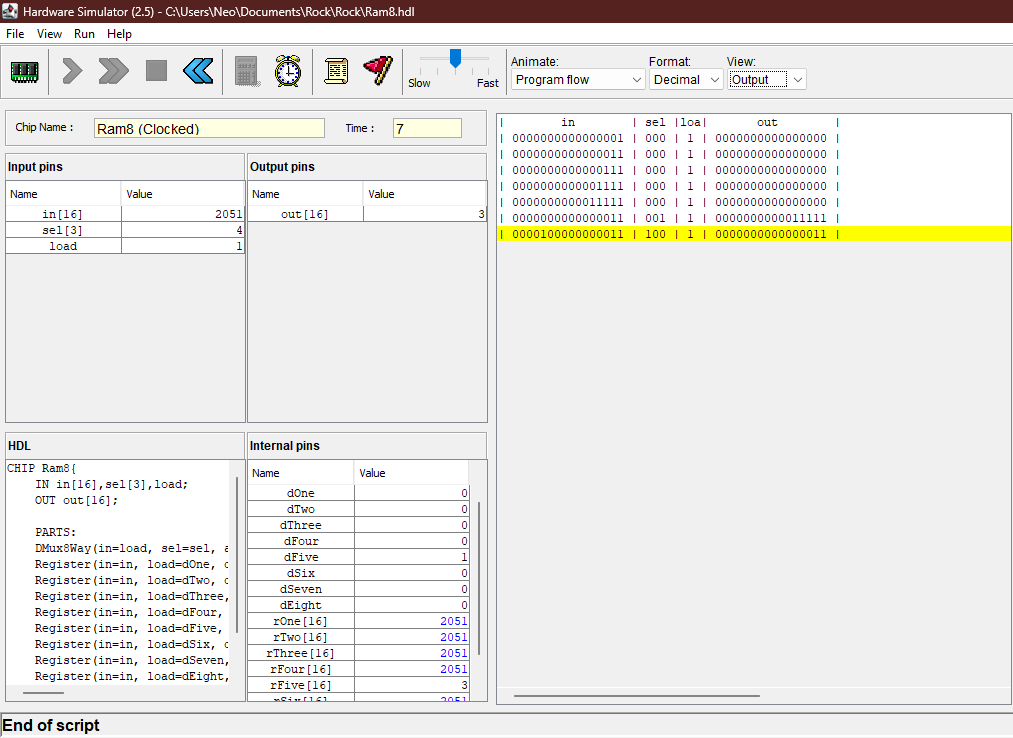 Hardware Simulator (2.5) - C:\Users\Neo\Documents\Rock\Rock\Ram8.hdl
File View Run Help
Slow Fast
Animate: Format: View:
Program flow Decimal Output
Chip Name : Ram8 (Clocked) Time : 7
Input pins
Name Value
in[16] 2051
sel[3] 4
load 1
Output pins
Name Value
out[16] 3
HDL
CHIP Ram8{
IN in[16],sel[3],load;
OUT out[16];
PARTS:
DMux8Way(in=load, sel=sel, a
Register(in=in, load=dOne, o
Register(in=in, load=dTwo, o
Register(in=in, load=dThree,
Register(in=in, load=dFour,
Register(in=in, load=dFive,
Register(in=in, load=dSix, o
Register(in=in, load=dSeven,
Register(in=in, load=dEight,
Internal pins
Name Value
dOne 0
dTwo 0
dThree 0
dFour 0
dFive 1
dSix 0
dSeven 0
dEight 0
rOne[16] 2051
rTwo[16] 2051
rThree[16] 2051
rFour[16] 2051
rFive[16] 3
rSix[16] 2051
| in | sel |loa| out |
| 0000000000000001 | 000 | 1 | 0000000000000000 |
| 0000000000000011 | 000 | 1 | 0000000000000000 |
| 0000000000000111 | 000 | 1 | 0000000000000000 |
| 0000000000001111 | 000 | 1 | 0000000000000000 |
| 0000000000011111 | 000 | 1 | 0000000000000000 |
| 0000000000000011 | 001 | 1 | 0000000000011111 |
| 0000100000000011 | 100 | 1 | 0000000000000011 |
End of script